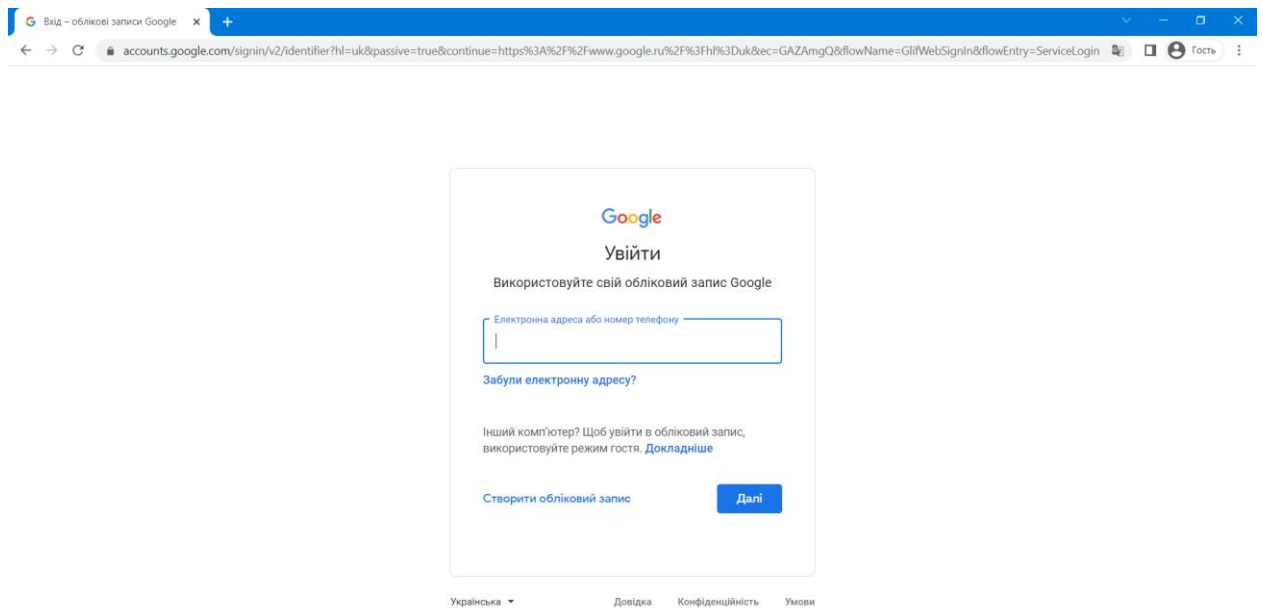 Вхід – облікові записи Google
accounts.google.com/signin/v2/identifier?hl=uk&passive=true&continue=https%3A%2F%2Fwww.google.ru%2F%3Fhl%3Duk&ec=GAZAmgQ&flowName=GlifWebSignIn&flowEntry=ServiceLogin
Гость
Google
Увійти
Використовуйте свій обліковий запис Google
Електронна адреса або номер телефону
Забули електронну адресу?
Інший комп'ютер? Щоб увійти в обліковий запис,
використовуйте режим гостя. Докладніше
Створити обліковий запис
Далі
Українська
Довідка Конфіденційність Умови